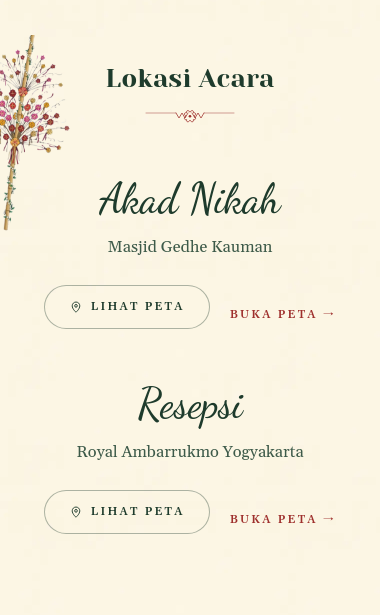 Lokasi Acara
Akad Nikah
Masjid Gedhe Kauman
LIHAT PETA
BUKA PETA →
Resepsi
Royal Ambarrukmo Yogyakarta
LIHAT PETA
BUKA PETA →